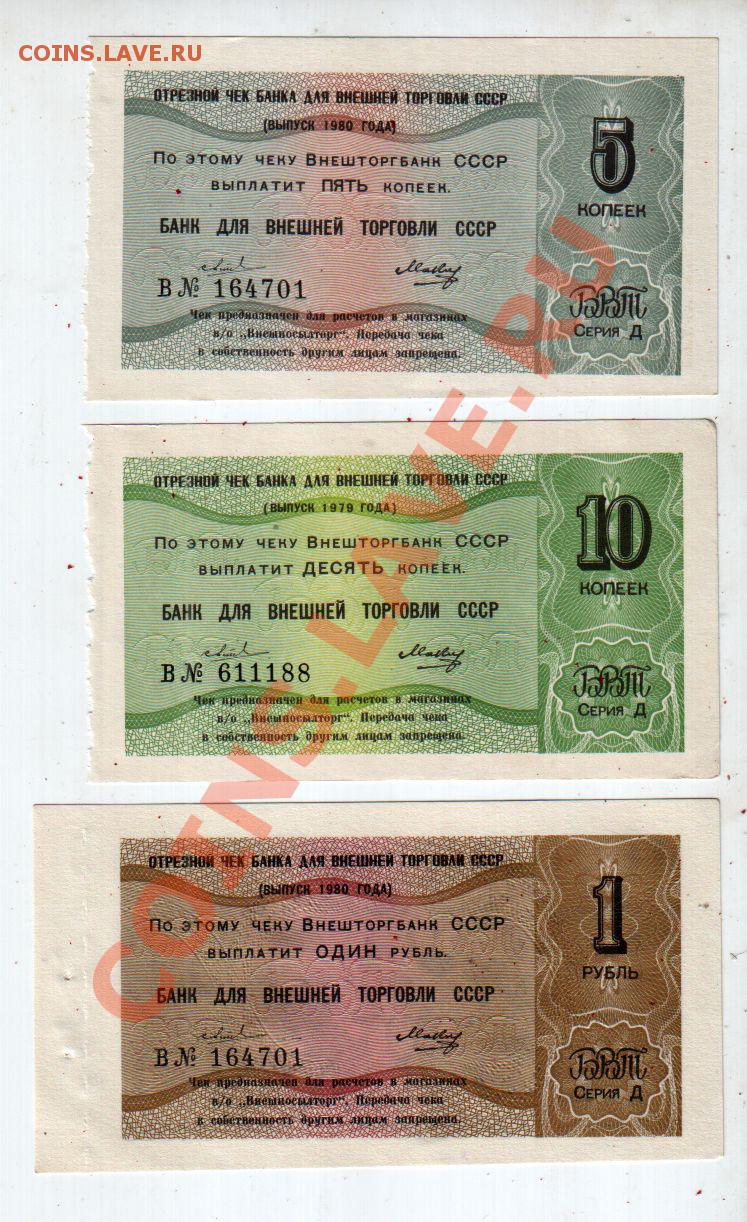 COINS.LAVE.RU
ОТРЕЗНОЙ ЧЕК БАНКА ДЛЯ ВНЕШНЕЙ ТОРГОВЛИ СССР
(ВЫПУСК 1980 ГОДА)
По этому чеку Внешторгбанк СССР
выплатит ПЯТЬ копеек.
БАНК ДЛЯ ВНЕШНЕЙ ТОРГОВЛИ СССР
В № 164701
Чек предназначен для расчетов в магазинах
в/о „Внешпосылторг“. Передача чека
в собственность другим лицам запрещена.
5
КОПЕЕК
БВТ
Серия Д
ОТРЕЗНОЙ ЧЕК БАНКА ДЛЯ ВНЕШНЕЙ ТОРГОВЛИ СССР
(ВЫПУСК 1979 ГОДА)
По этому чеку Внешторгбанк СССР
выплатит ДЕСЯТЬ копеек.
БАНК ДЛЯ ВНЕШНЕЙ ТОРГОВЛИ СССР
В № 611188
Чек предназначен для расчетов в магазинах
в/о „Внешпосылторг“. Передача чека
в собственность другим лицам запрещена.
10
КОПЕЕК
БВТ
Серия Д
ОТРЕЗНОЙ ЧЕК БАНКА ДЛЯ ВНЕШНЕЙ ТОРГОВЛИ СССР
(ВЫПУСК 1980 ГОДА)
По этому чеку Внешторгбанк СССР
выплатит ОДИН рубль.
БАНК ДЛЯ ВНЕШНЕЙ ТОРГОВЛИ СССР
В № 164701
Чек предназначен для расчетов в магазинах
в/о „Внешпосылторг“. Передача чека
в собственность другим лицам запрещена.
1
РУБЛЬ
БВТ
Серия Д
COINS.LAVE.RU